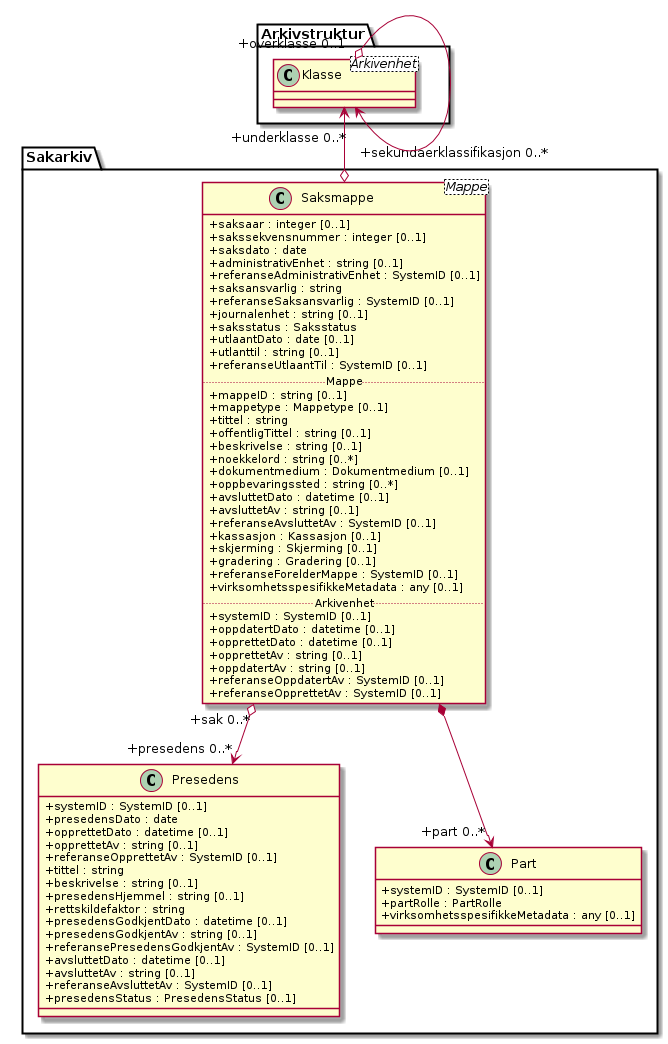 Arkivstruktur
+overklasse 0..1
Arkivenhet
C Klasse
+underklasse 0..*
+sekundaerklassifikasjon 0..*
Sakarkiv
Mappe
C Saksmappe
+saksaar : integer [0..1]
+sakssekvensnummer : integer [0..1]
+saksdato : date
+administrativEnhet : string [0..1]
+referanseAdministrativEnhet : SystemID [0..1]
+saksansvarlig : string
+referanseSaksansvarlig : SystemID [0..1]
+journalenhet : string [0..1]
+saksstatus : Saksstatus
+utlaantDato : date [0..1]
+utlanttil : string [0..1]
+referanseUtlaantTil : SystemID [0..1]
Mappe
+mappeID : string [0..1]
+mappetype : Mappetype [0..1]
+tittel : string
+offentligTittel : string [0..1]
+beskrivelse : string [0..1]
+noekkelord : string [0..*]
+dokumentmedium : Dokumentmedium [0..1]
+oppbevaringssted : string [0..*]
+avsluttetDato : datetime [0..1]
+avsluttetAv : string [0..1]
+referanseAvsluttetAv : SystemID [0..1]
+kassasjon : Kassasjon [0..1]
+skjerming : Skjerming [0..1]
+gradering : Gradering [0..1]
+referanseForelderMappe : SystemID [0..1]
+virksomhetsspesifikkeMetadata : any [0..1]
Arkivenhet
+systemID : SystemID [0..1]
+oppdatertDato : datetime [0..1]
+opprettetDato : datetime [0..1]
+opprettetAv : string [0..1]
+oppdatertAv : string [0..1]
+referanseOppdatertAv : SystemID [0..1]
+referanseOpprettetAv : SystemID [0..1]
+sak 0..*
+presedens 0..*
C Presedens
+systemID : SystemID [0..1]
+presedensDato : date
+opprettetDato : datetime [0..1]
+opprettetAv : string [0..1]
+referanseOpprettetAv : SystemID [0..1]
+tittel : string
+beskrivelse : string [0..1]
+presedensHjemmel : string [0..1]
+rettskildefaktor : string
+presedensGodkjentDato : datetime [0..1]
+presedensGodkjentAv : string [0..1]
+referansePresedensGodkjentAv : SystemID [0..1]
+avsluttetDato : datetime [0..1]
+avsluttetAv : string [0..1]
+referanseAvsluttetAv : SystemID [0..1]
+presedensStatus : PresedensStatus [0..1]
+part 0..*
C Part
+systemID : SystemID [0..1]
+partRolle : PartRolle
+virksomhetsspesifikkeMetadata : any [0..1]